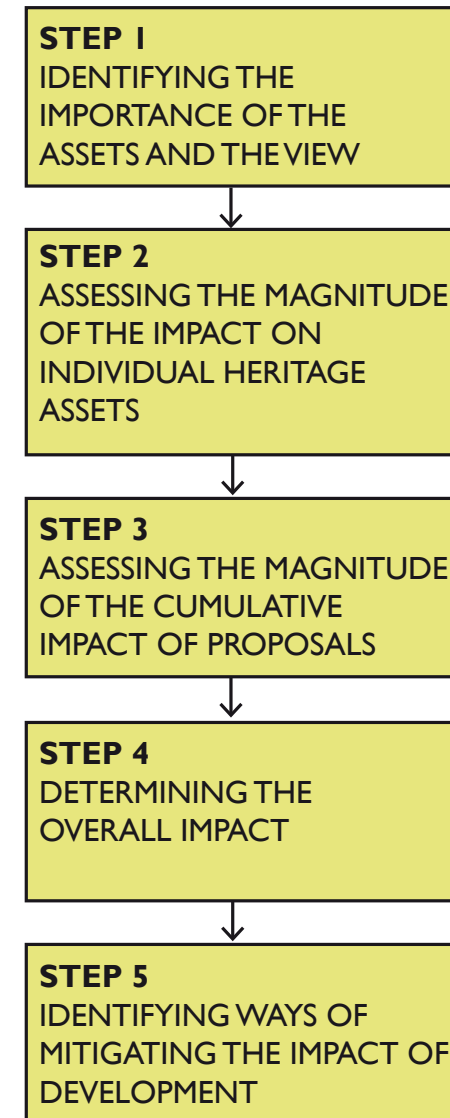 STEP 1
IDENTIFYING THE
IMPORTANCE OF THE
ASSETS AND THE VIEW
STEP 2
ASSESSING THE MAGNITUDE
OF THE IMPACT ON
INDIVIDUAL HERITAGE
ASSETS
STEP 3
ASSESSING THE MAGNITUDE
OF THE CUMULATIVE
IMPACT OF PROPOSALS
STEP 4
DETERMINING THE
OVERALL IMPACT
STEP 5
IDENTIFYING WAYS OF
MITIGATING THE IMPACT OF
DEVELOPMENT